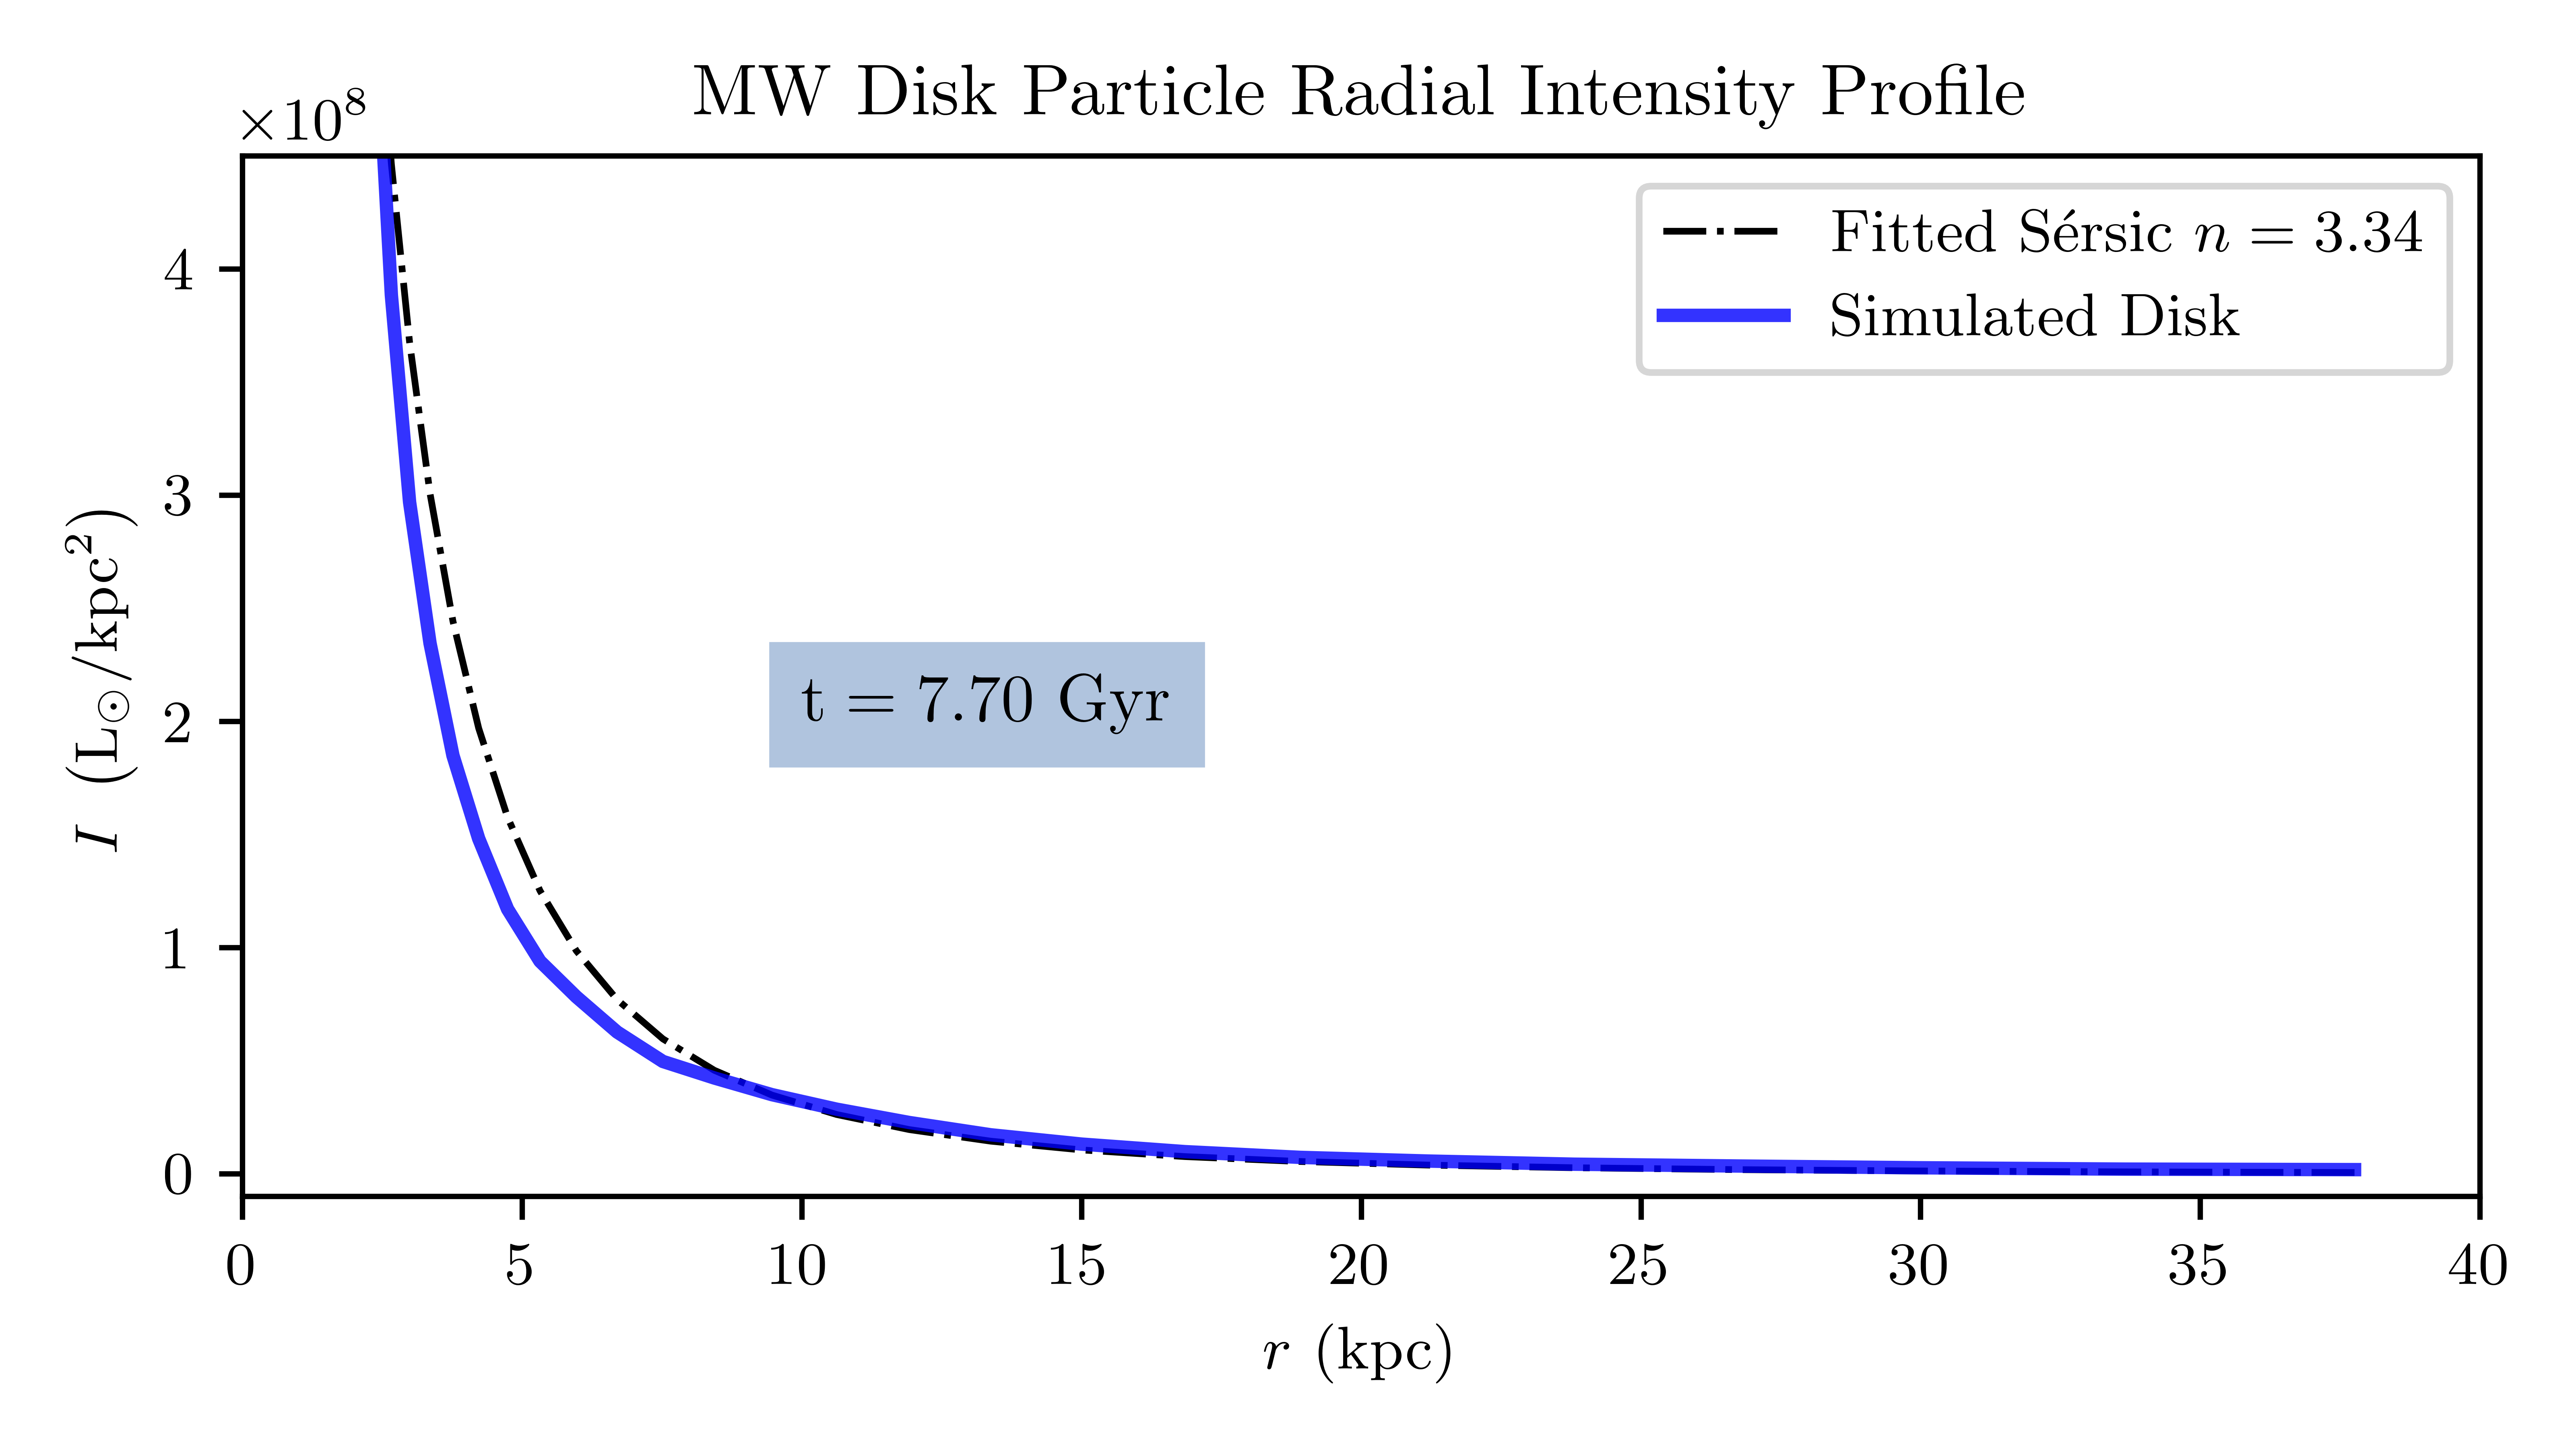 MW Disk Particle Radial Intensity Profile
×10⁸
Fitted Sérsic n = 3.34
Simulated Disk
4
3
2
1
0
I (L⊙/kpc²)
t = 7.70 Gyr
0 5 10 15 20 25 30 35 40
r (kpc)